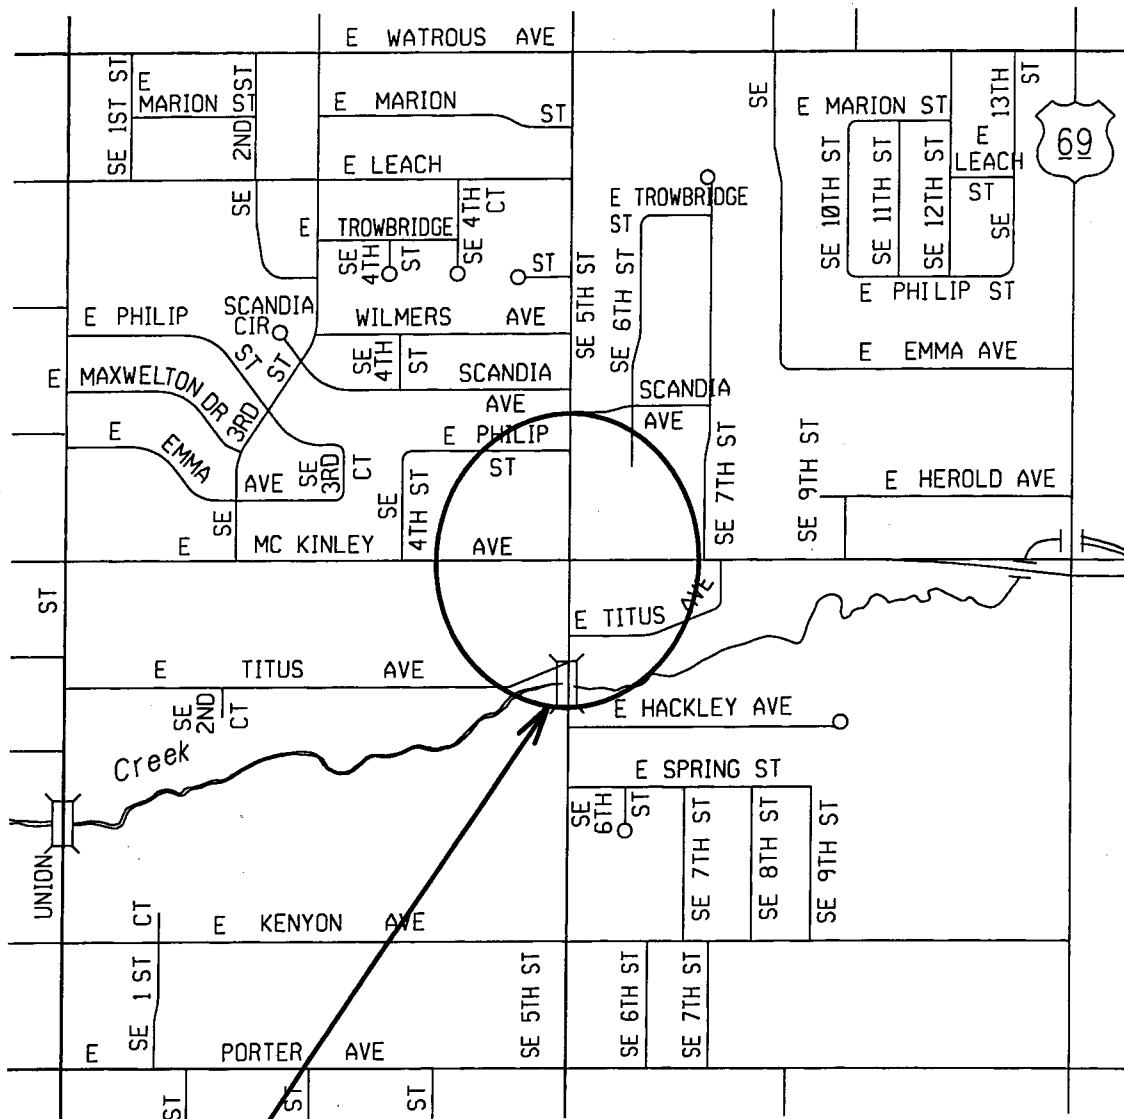 E WATROUS AVE
SE 1ST ST
E
MARION ST
2ND ST
SE
E MARION ST
E LEACH
E TROWBRIDGE
SE 4TH CT
SE
4TH
ST
ST
SE 5TH ST
E TROWBRIDGE
ST
SE 6TH ST
SE
E MARION ST
SE 10TH ST
SE 11TH ST
SE 12TH ST
13TH ST
SE
E
LEACH
ST
69
E PHILIP ST
E EMMA AVE
E PHILIP ST
SCANDIA
CIR
WILMERS AVE
SE
4TH
ST
SCANDIA
AVE
SCANDIA
AVE
E MAXWELTON DR
3RD ST
SE
E EMMA AVE
SE
3RD
CT
E PHILIP
ST
SE
4TH ST
SE 7TH ST
SE 9TH ST
E HEROLD AVE
E MC KINLEY AVE
ST
E TITUS AVE
E TITUS AVE
SE
2ND
CT
E HACKLEY AVE
Creek
E SPRING ST
SE
6TH
ST
SE 7TH ST
SE 8TH ST
SE 9TH ST
UNION
CT
E KENYON AVE
SE 1 ST
SE 5TH ST
SE 6TH ST
SE 7TH ST
E PORTER AVE
ST
ST
ST